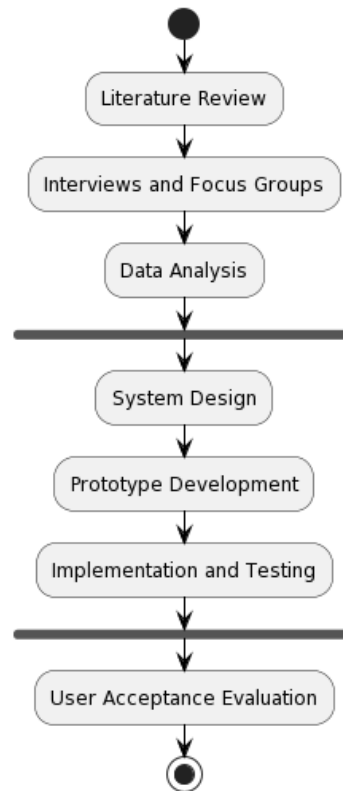 Literature Review
Interviews and Focus Groups
Data Analysis
System Design
Prototype Development
Implementation and Testing
User Acceptance Evaluation